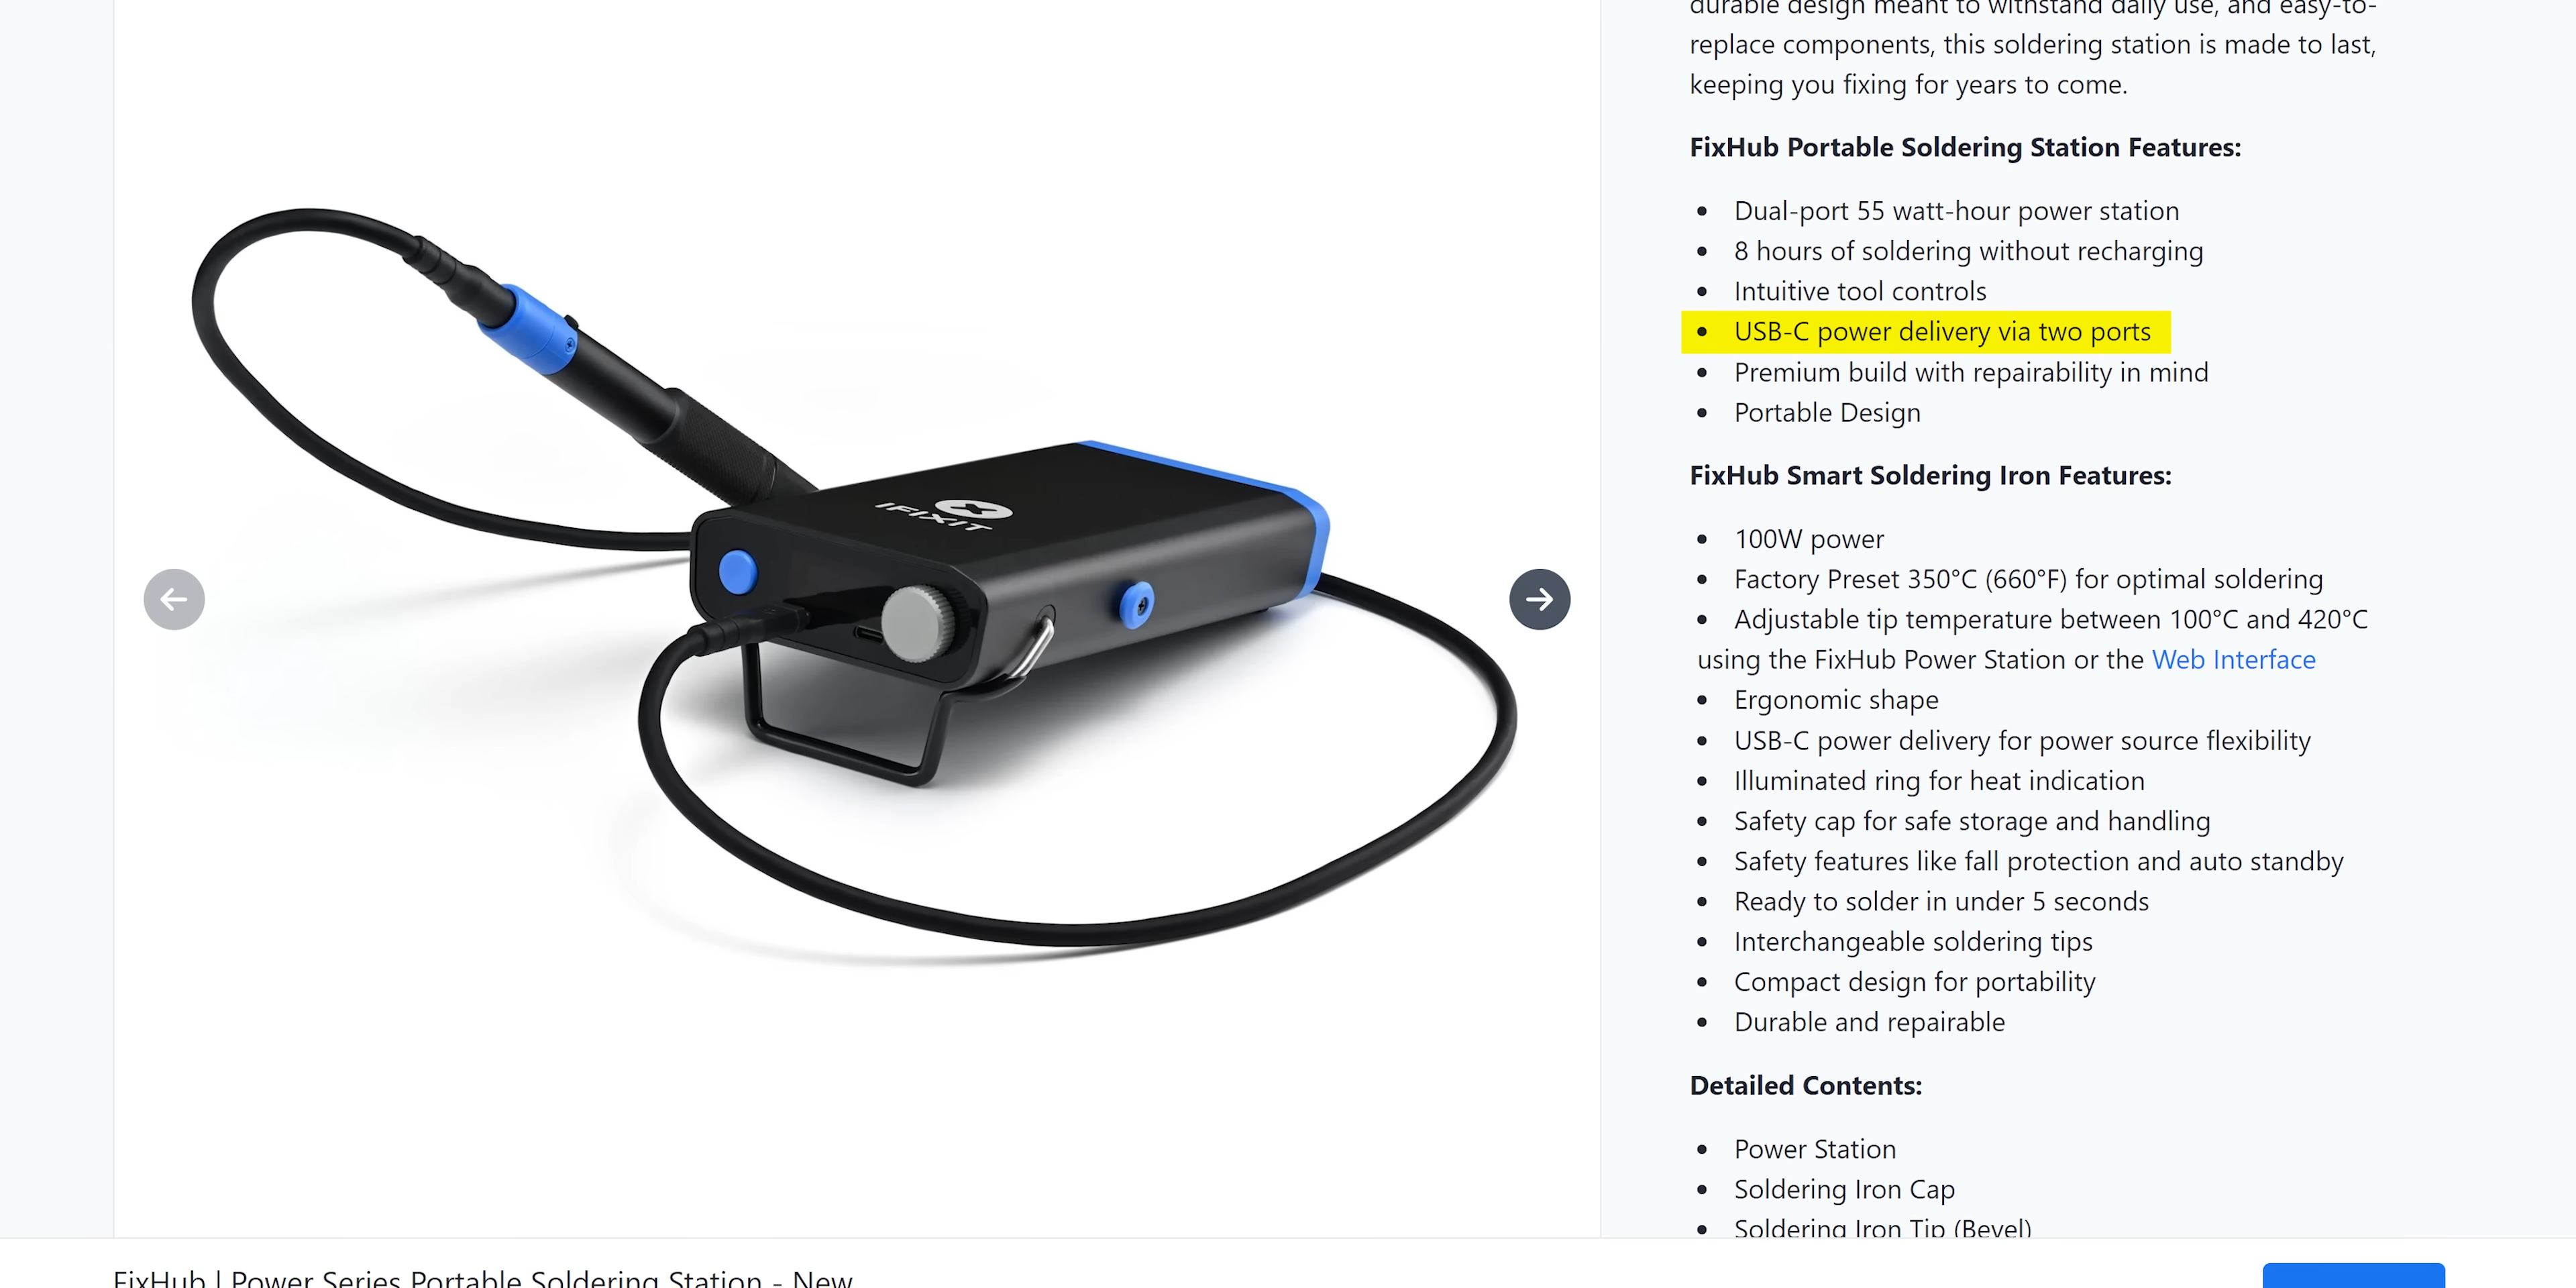 durable design meant to withstand daily use, and easy-to-
replace components, this soldering station is made to last,
keeping you fixing for years to come.
FixHub Portable Soldering Station Features:
• Dual-port 55 watt-hour power station
• 8 hours of soldering without recharging
• Intuitive tool controls
• USB-C power delivery via two ports
• Premium build with repairability in mind
• Portable Design
FixHub Smart Soldering Iron Features:
• 100W power
• Factory Preset 350°C (660°F) for optimal soldering
• Adjustable tip temperature between 100°C and 420°C
using the FixHub Power Station or the Web Interface
• Ergonomic shape
• USB-C power delivery for power source flexibility
• Illuminated ring for heat indication
• Safety cap for safe storage and handling
• Safety features like fall protection and auto standby
• Ready to solder in under 5 seconds
• Interchangeable soldering tips
• Compact design for portability
• Durable and repairable
Detailed Contents:
• Power Station
• Soldering Iron Cap
• Soldering Iron Tip (Bevel)
IFIXIT
FixHub | Power Series Portable Soldering Station - New